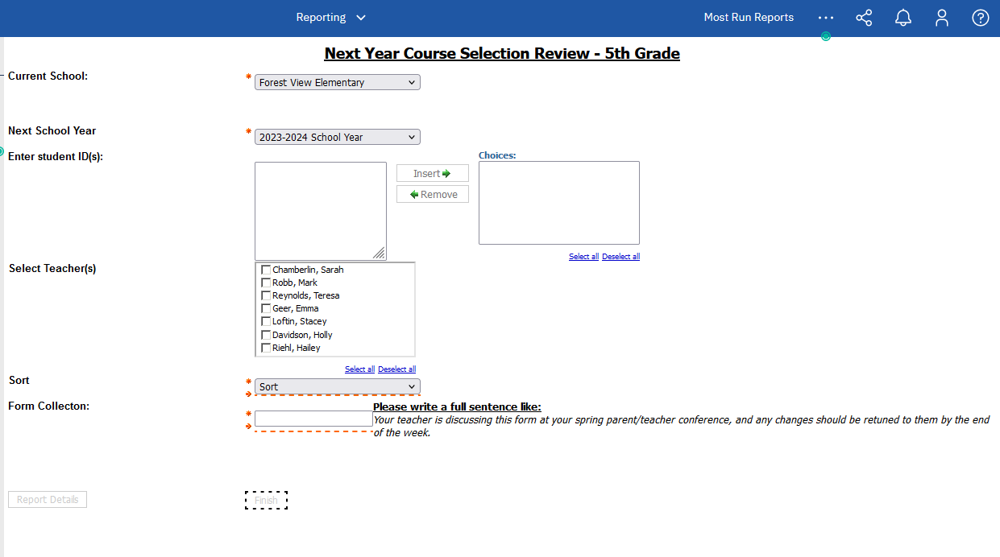 Reporting
Most Run Reports
Next Year Course Selection Review - 5th Grade
Current School:
Forest View Elementary
Next School Year
2023-2024 School Year
Enter student ID(s):
Choices:
Insert
Remove
Select all Deselect all
Select Teacher(s)
Chamberlin, Sarah
Robb, Mark
Reynolds, Teresa
Geer, Emma
Loftin, Stacey
Davidson, Holly
Riehl, Hailey
Select all Deselect all
Sort
Sort
Form Collecton:
Please write a full sentence like:
Your teacher is discussing this form at your spring parent/teacher conference, and any changes should be retuned to them by the end
of the week.
Report Details
Finish